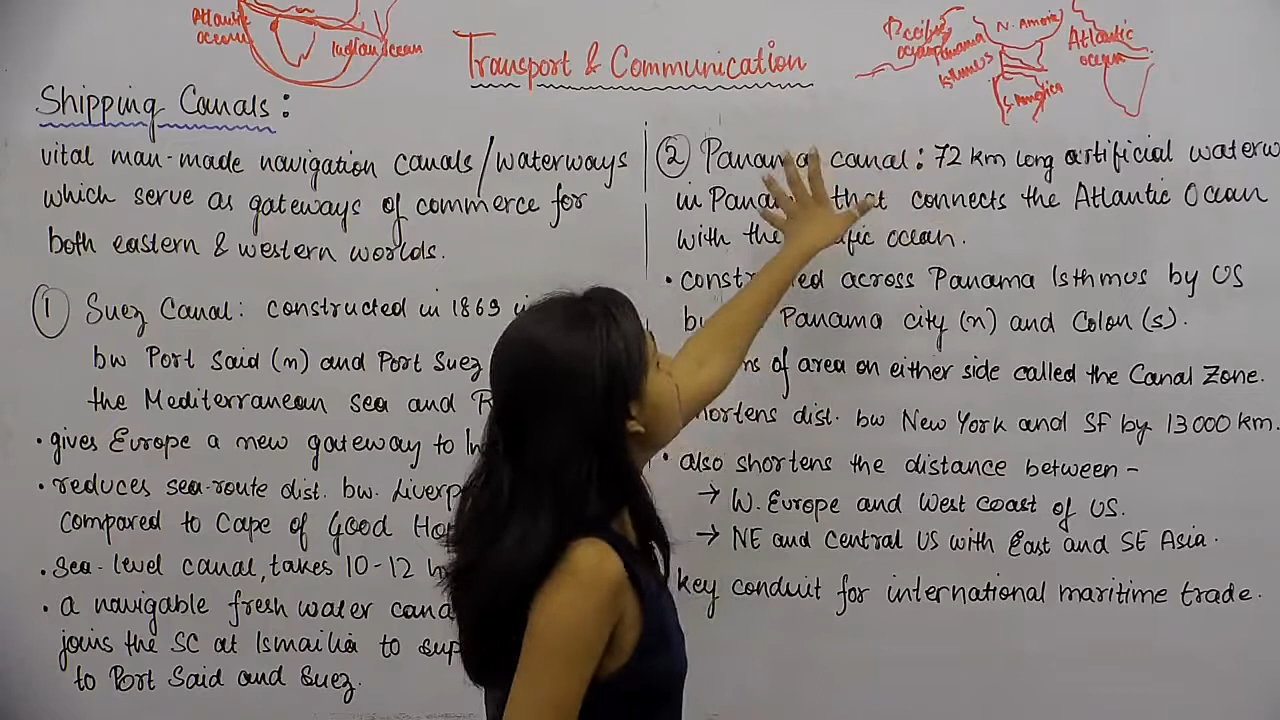 Atlantic ocean
Indian Ocean
Transport & Communication
Pacific ocean
Panama Isthmus
N. America
S. America
Atlantic ocean
Shipping Canals:
vital man-made navigation canals/waterways
which serve as gateways of commerce for
both eastern & western worlds.
① Suez Canal: constructed in 1869
bw Port Said (n) and Port Suez
the Mediterranean sea and
• gives Europe a new gateway to
• reduces sea-route dist. bw.
compared to Cape of Good
• sea-level canal, takes 10-12
• a navigable fresh water
joins the SC at Ismailia to
to Port Said and Suez.
② Panama canal: 72 km long artificial
in that connects the Atlantic Ocean
with the ocean.
• across Panama Isthmus by US
Panama city (n) and Colon (s).
of area on either side called the Canal Zone.
dist. bw New York and SF by 13000 km.
• also shortens the distance between -
→ W. Europe and West Coast of US.
→ NE and Central US with East and SE Asia.
key conduit for international maritime trade.